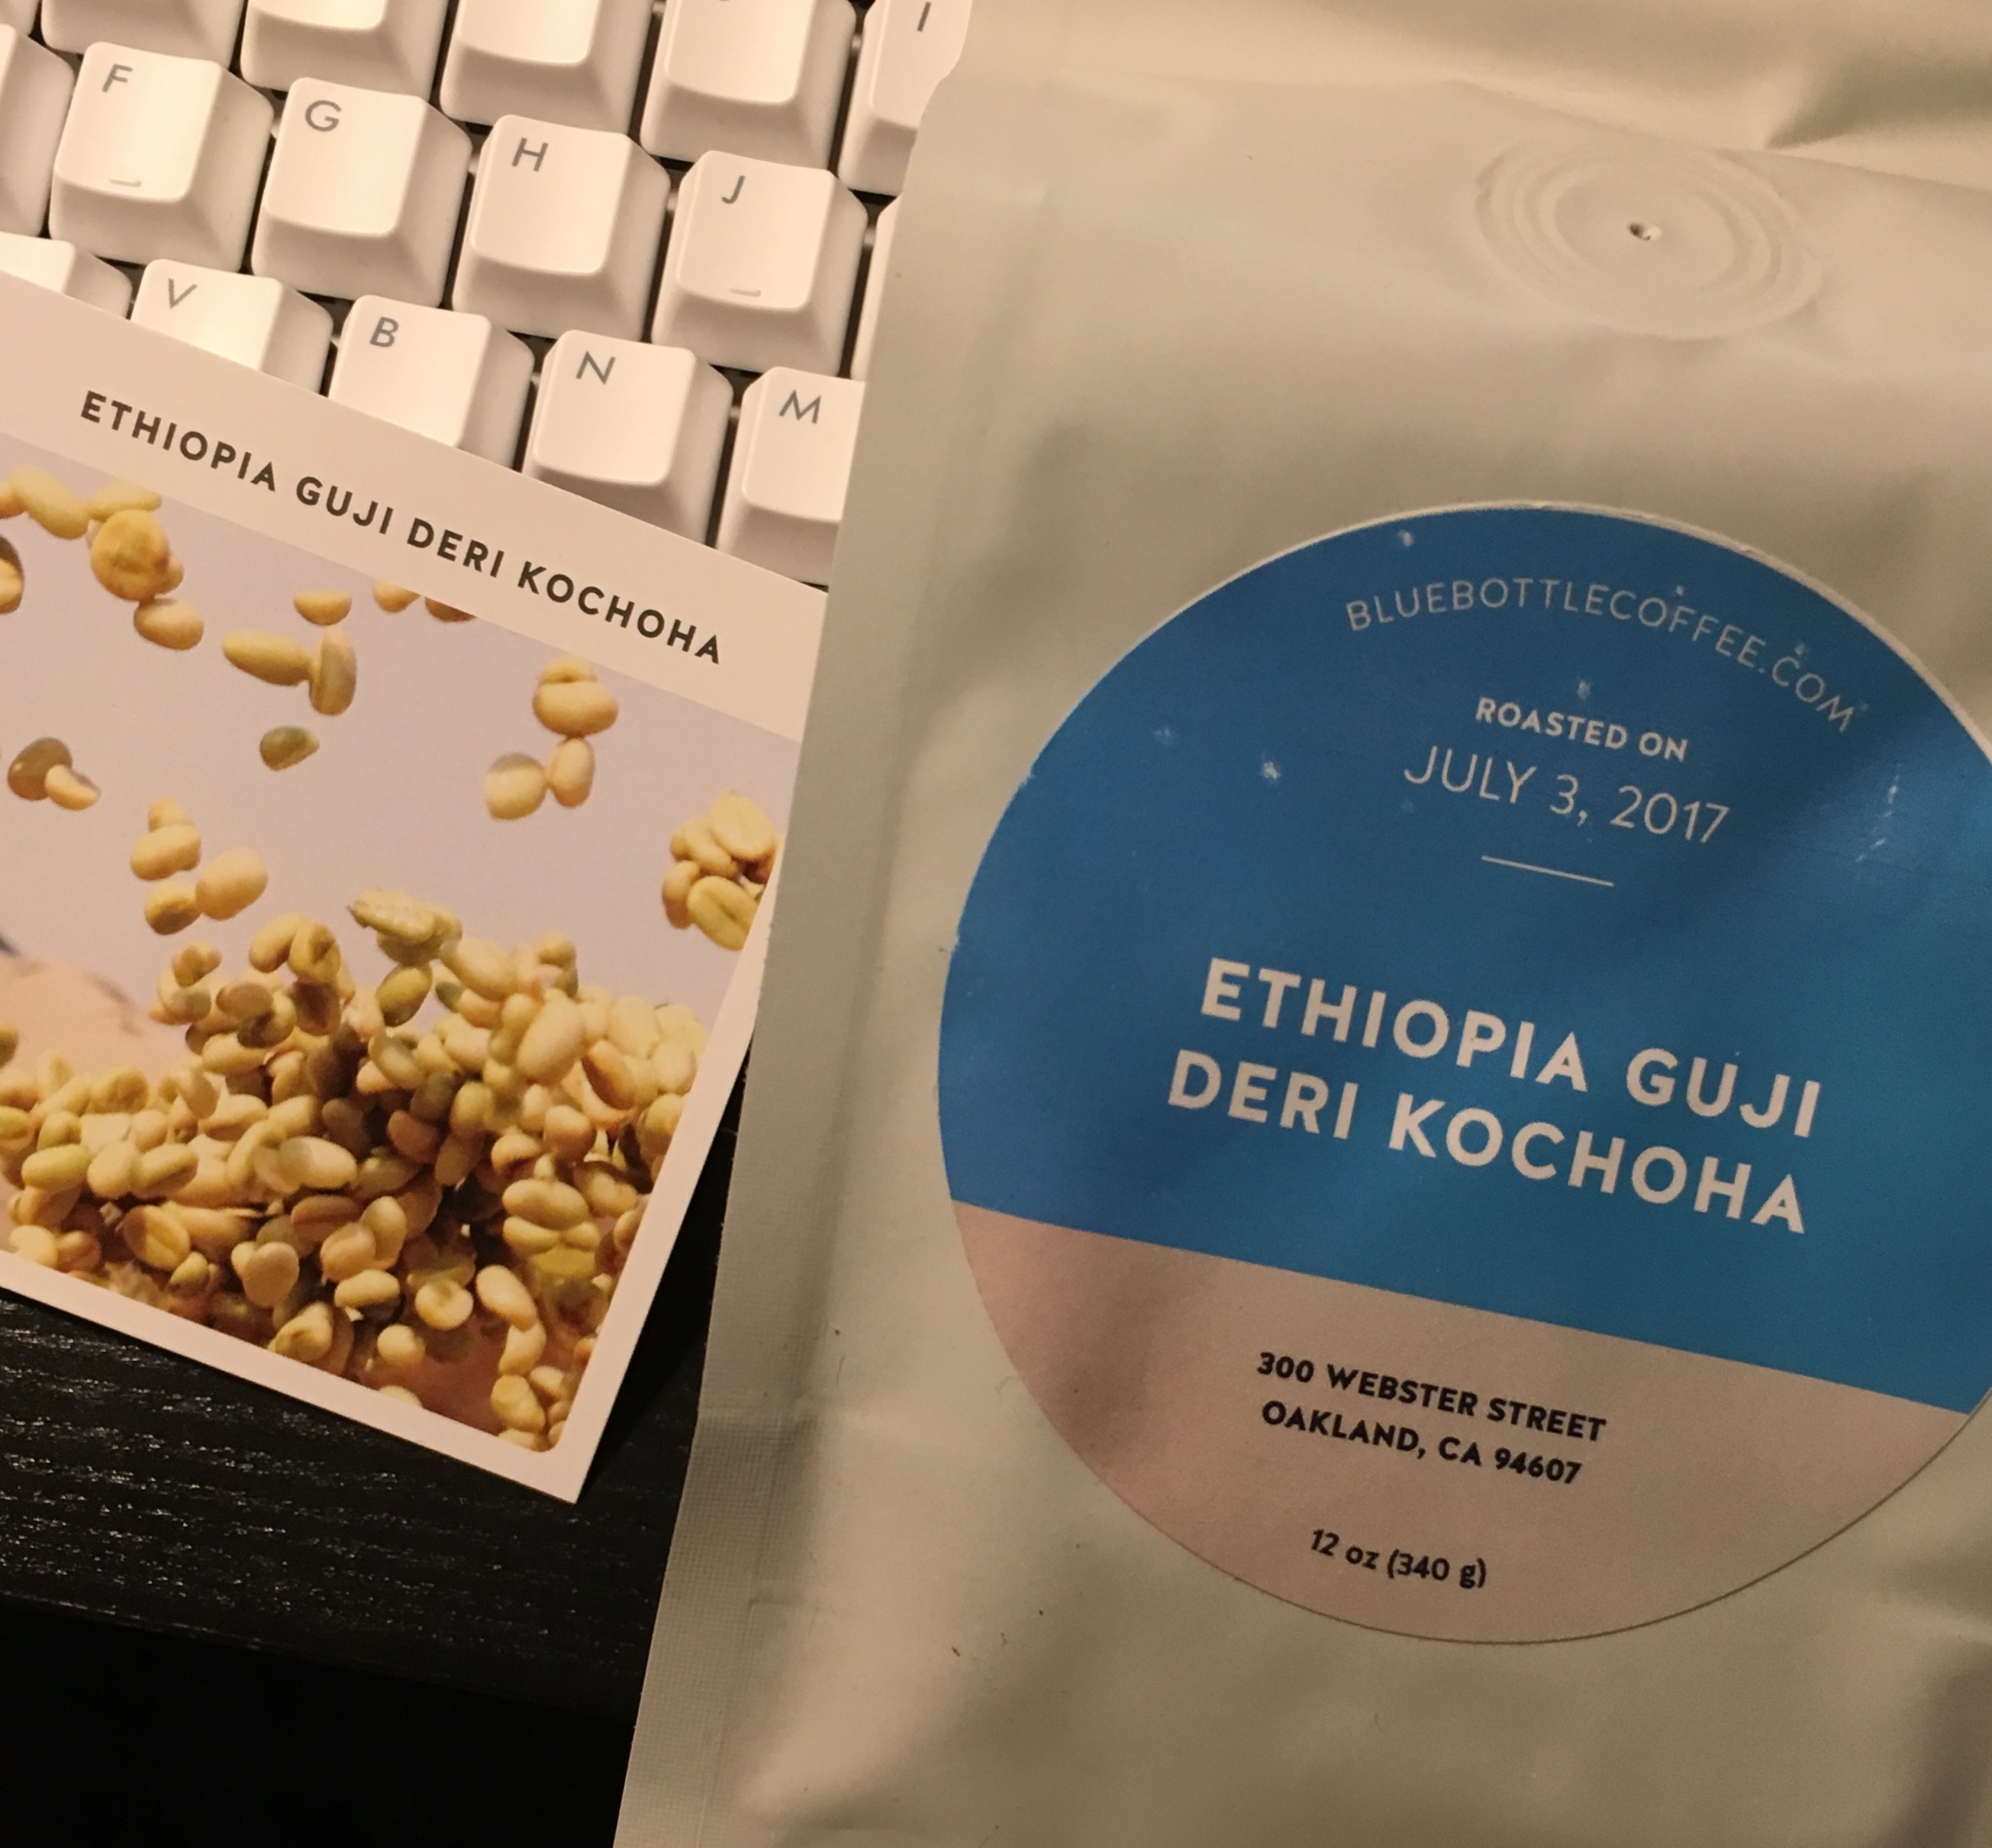 I
F
G
H
J
V
B
N
M
ETHIOPIA GUJI DERI KOCHOHA
BLUEBOTTLECOFFEE.COM
ROASTED ON
JULY 3, 2017
ETHIOPIA GUJI
DERI KOCHOHA
300 WEBSTER STREET
OAKLAND, CA 94607
12 oz (340 g)